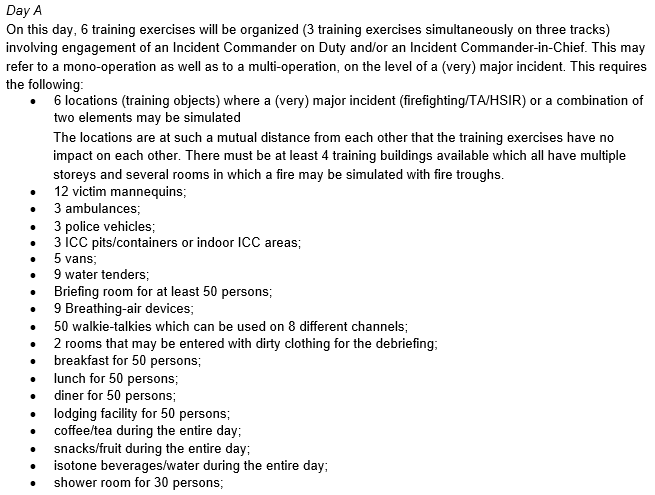 Day A
On this day, 6 training exercises will be organized (3 training exercises simultaneously on three tracks)
involving engagement of an Incident Commander on Duty and/or an Incident Commander-in-Chief. This may
refer to a mono-operation as well as to a multi-operation, on the level of a (very) major incident. This requires
the following:
• 6 locations (training objects) where a (very) major incident (firefighting/TA/HSIR) or a combination of
two elements may be simulated
The locations are at such a mutual distance from each other that the training exercises have no
impact on each other. There must be at least 4 training buildings available which all have multiple
storeys and several rooms in which a fire may be simulated with fire troughs.
• 12 victim mannequins;
• 3 ambulances;
• 3 police vehicles;
• 3 ICC pits/containers or indoor ICC areas;
• 5 vans;
• 9 water tenders;
• Briefing room for at least 50 persons;
• 9 Breathing-air devices;
• 50 walkie-talkies which can be used on 8 different channels;
• 2 rooms that may be entered with dirty clothing for the debriefing;
• breakfast for 50 persons;
• lunch for 50 persons;
• diner for 50 persons;
• lodging facility for 50 persons;
• coffee/tea during the entire day;
• snacks/fruit during the entire day;
• isotone beverages/water during the entire day;
• shower room for 30 persons;